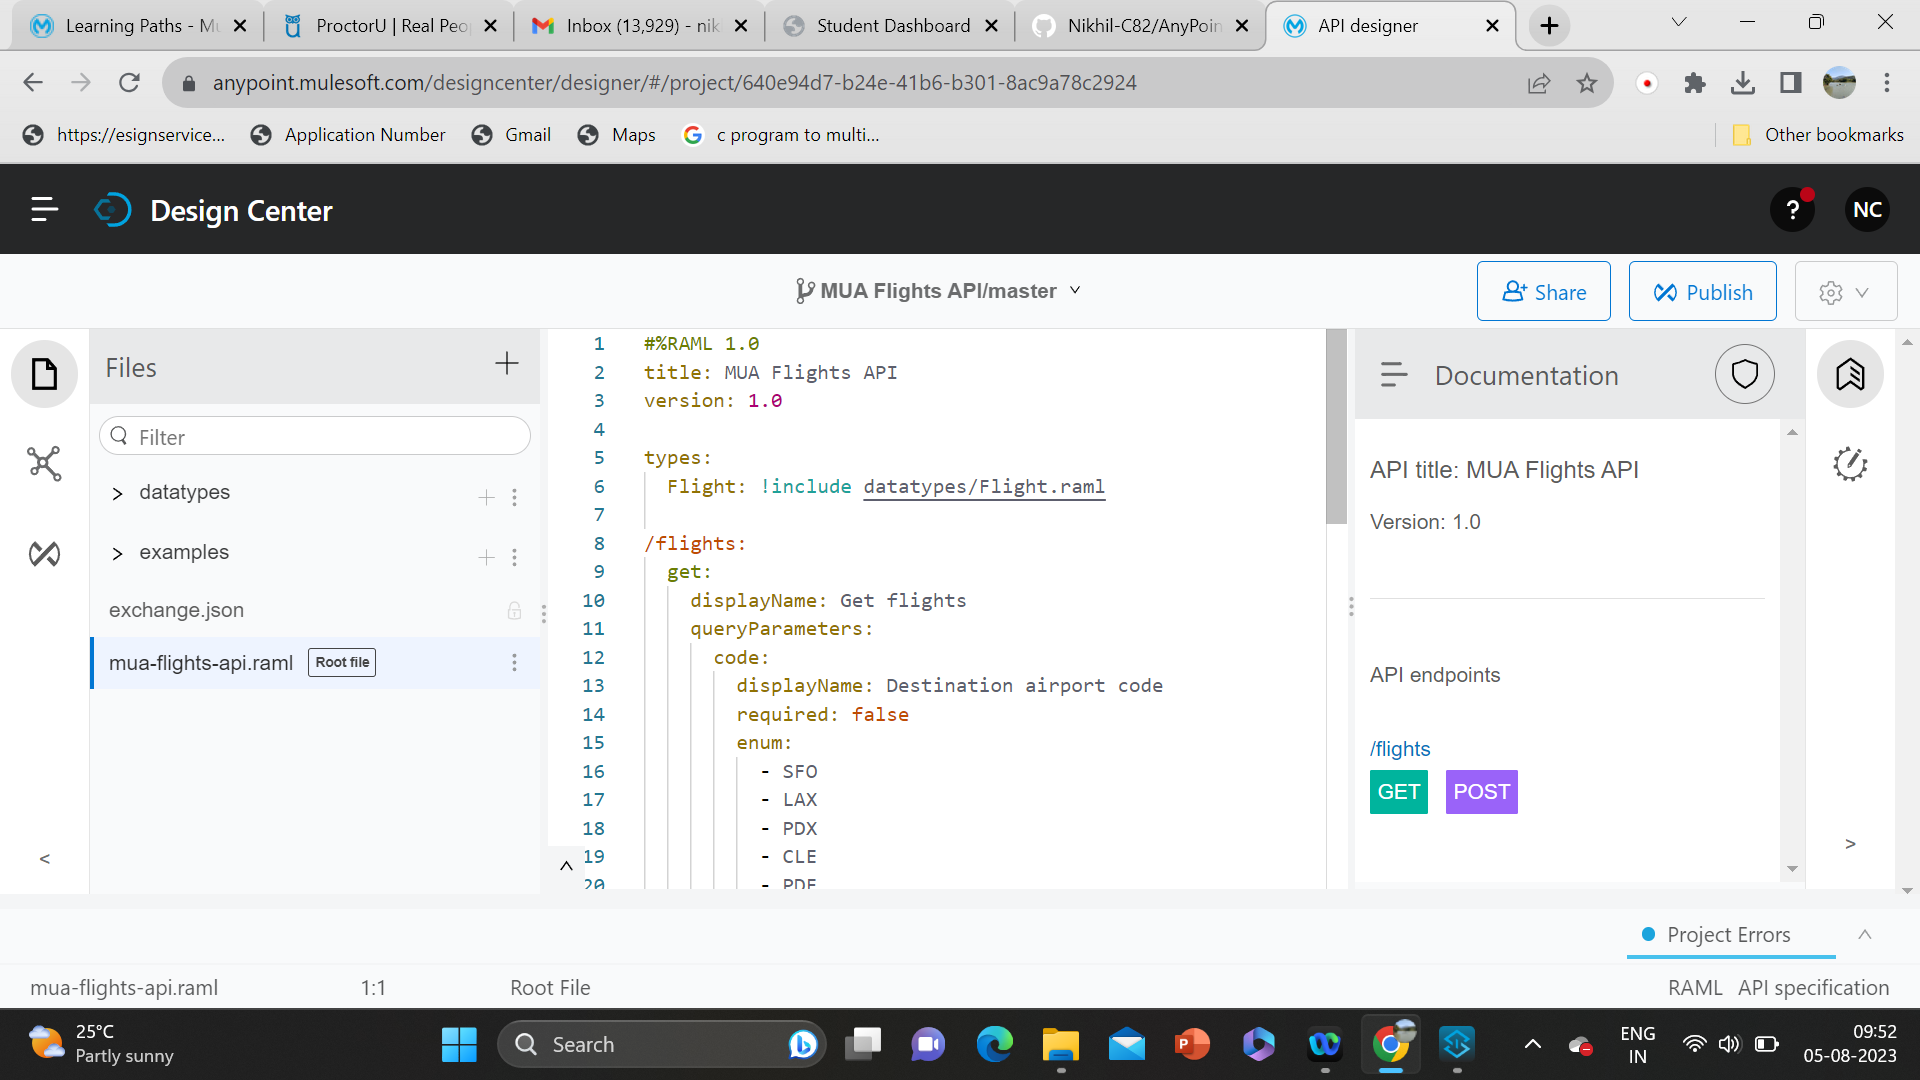 Learning Paths - Mu
ProctorU | Real Peop
Inbox (13,929) - nik
Student Dashboard
Nikhil-C82/AnyPoin
API designer
anypoint.mulesoft.com/designcenter/designer/#/project/640e94d7-b24e-41b6-b301-8ac9a78c2924
https://esignservice...
Application Number
Gmail
Maps
c program to multi...
Other bookmarks
Design Center
?
NC
MUA Flights API/master
Share
Publish
Files
Filter
datatypes
examples
exchange.json
mua-flights-api.raml Root file
1 #%RAML 1.0
2 title: MUA Flights API
3 version: 1.0
4
5 types:
6 Flight: !include datatypes/Flight.raml
7
8 /flights:
9 get:
10 displayName: Get flights
11 queryParameters:
12 code:
13 displayName: Destination airport code
14 required: false
15 enum:
16 - SFO
17 - LAX
18 - PDX
19 - CLE
20 - PDF
Documentation
API title: MUA Flights API
Version: 1.0
API endpoints
/flights
GET POST
Project Errors
mua-flights-api.raml 1:1 Root File
RAML API specification
25°C
Partly sunny
Search
ENG
IN
09:52
05-08-2023